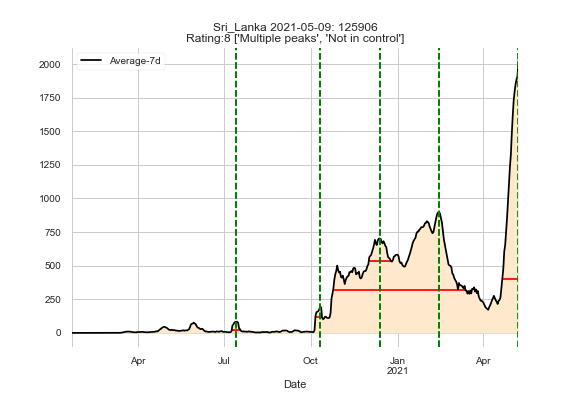 Sri_Lanka 2021-05-09: 125906
Rating:8 ['Multiple peaks', 'Not in control']
Average-7d
2000
1750
1500
1250
1000
750
500
250
0
Apr Jul Oct Jan Apr
2021
Date